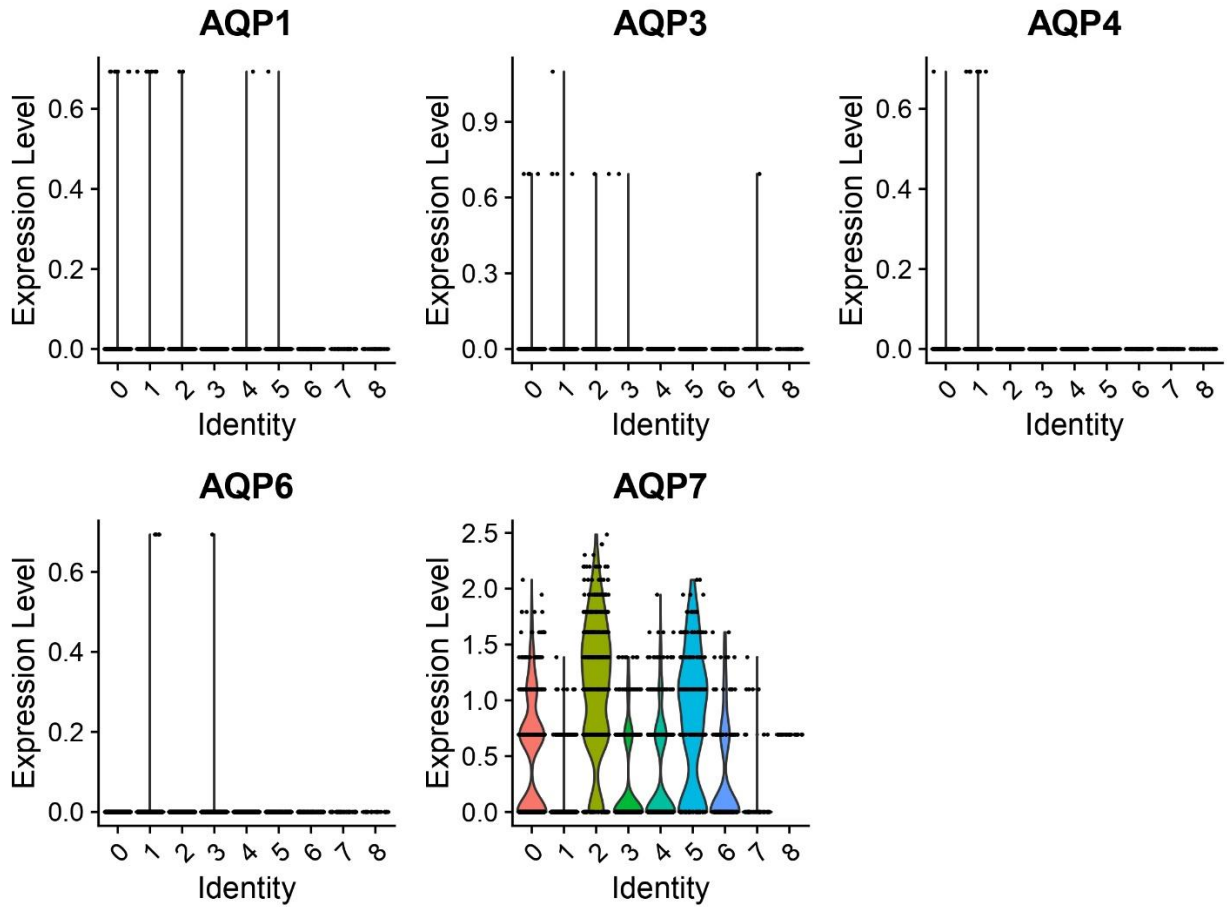 AQP1
AQP3
AQP4
Expression Level
0.6
0.4
0.2
0.0
0 1 2 3 4 5 6 7 8
Identity
Expression Level
0.9
0.6
0.3
0.0
0 1 2 3 4 5 6 7 8
Identity
Expression Level
0.6
0.4
0.2
0.0
0 1 2 3 4 5 6 7 8
Identity
AQP6
AQP7
Expression Level
0.6
0.4
0.2
0.0
0 1 2 3 4 5 6 7 8
Identity
Expression Level
2.5
2.0
1.5
1.0
0.5
0.0
0 1 2 3 4 5 6 7 8
Identity